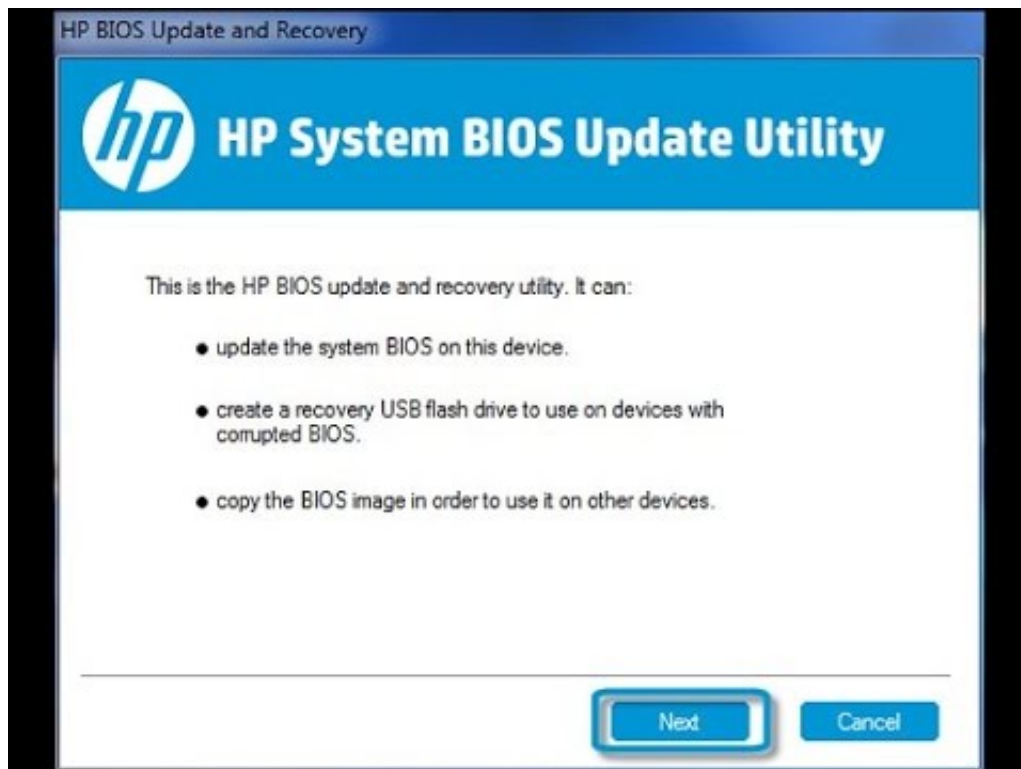 HP BIOS Update and Recovery
hp HP System BIOS Update Utility
This is the HP BIOS update and recovery utility. It can:
● update the system BIOS on this device.
● create a recovery USB flash drive to use on devices with
corrupted BIOS.
● copy the BIOS image in order to use it on other devices.
Next Cancel